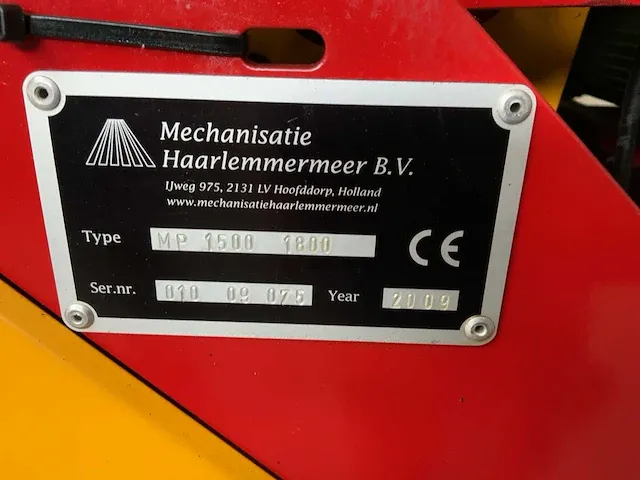 Mechanisatie
Haarlemmermeer B.V.
IJweg 975, 2131 LV Hoofddorp, Holland
www.mechanisatiehaarlemmermeer.nl
Type MP 1500 1800 CE
Ser.nr. 010 09 075 Year 2009